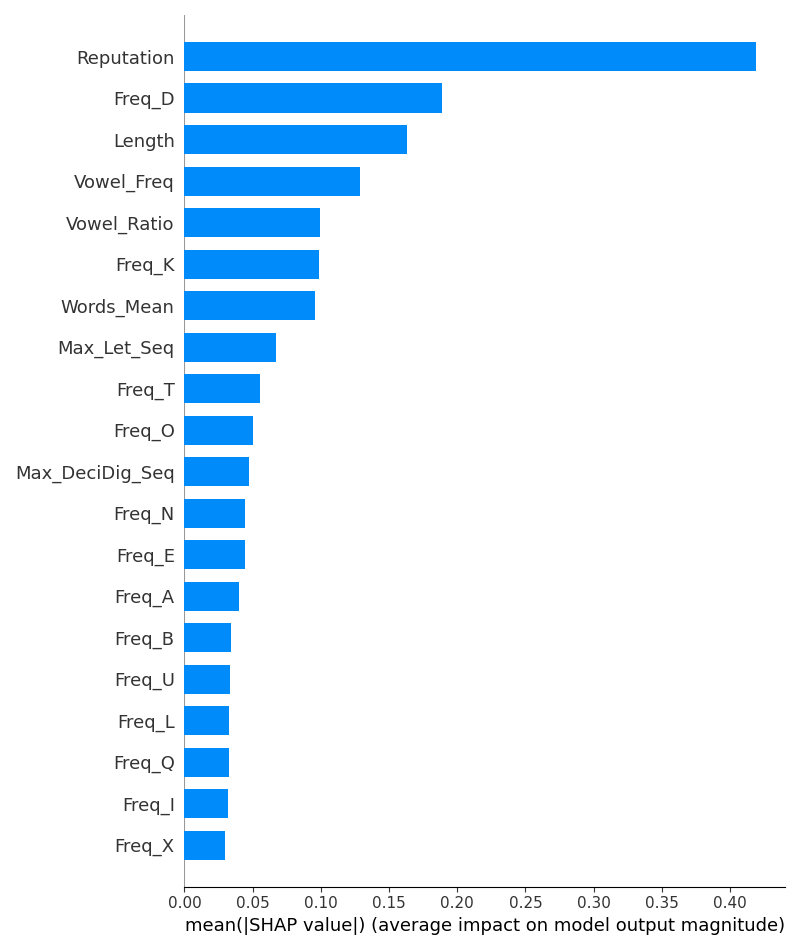 Reputation
Freq_D
Length
Vowel_Freq
Vowel_Ratio
Freq_K
Words_Mean
Max_Let_Seq
Freq_T
Freq_O
Max_DeciDig_Seq
Freq_N
Freq_E
Freq_A
Freq_B
Freq_U
Freq_L
Freq_Q
Freq_I
Freq_X
0.00 0.05 0.10 0.15 0.20 0.25 0.30 0.35 0.40
mean(|SHAP value|) (average impact on model output magnitude)